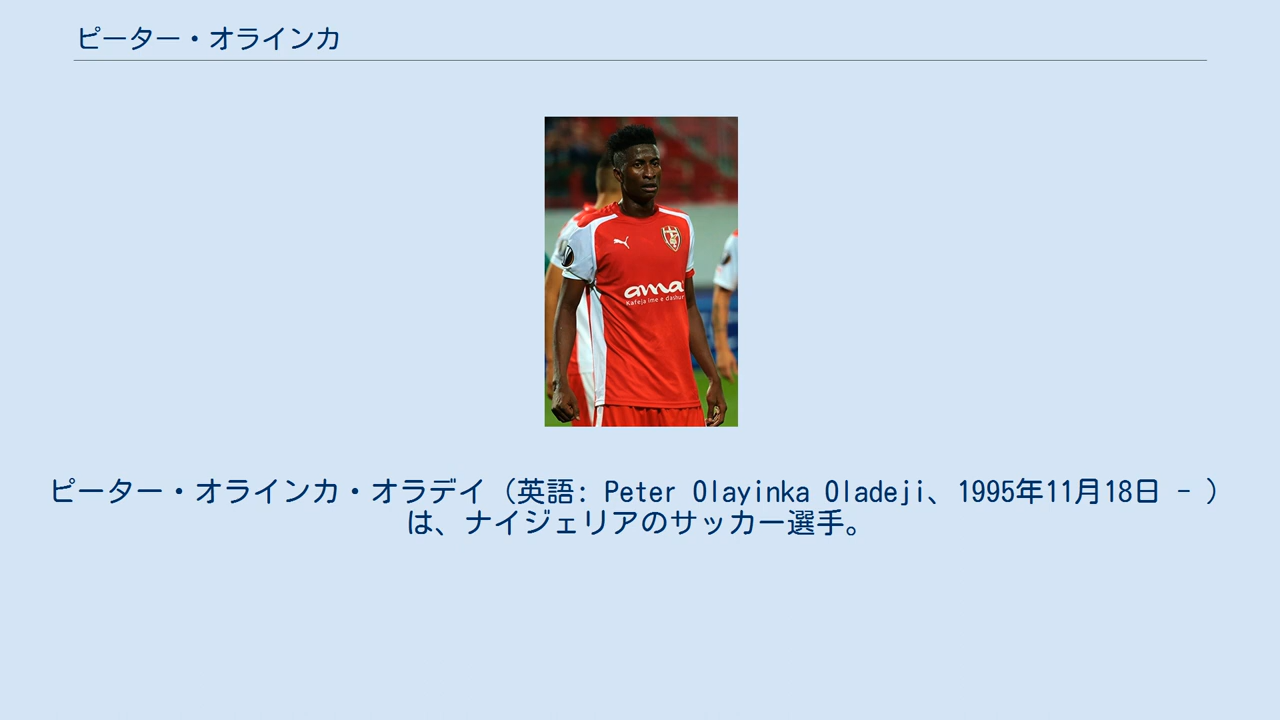 ピーター・オラインカ
ama
Kafeja ime e dashur
ピーター・オラインカ・オラデイ（英語: Peter Olayinka Oladeji、1995年11月18日 - ）
は、ナイジェリアのサッカー選手。